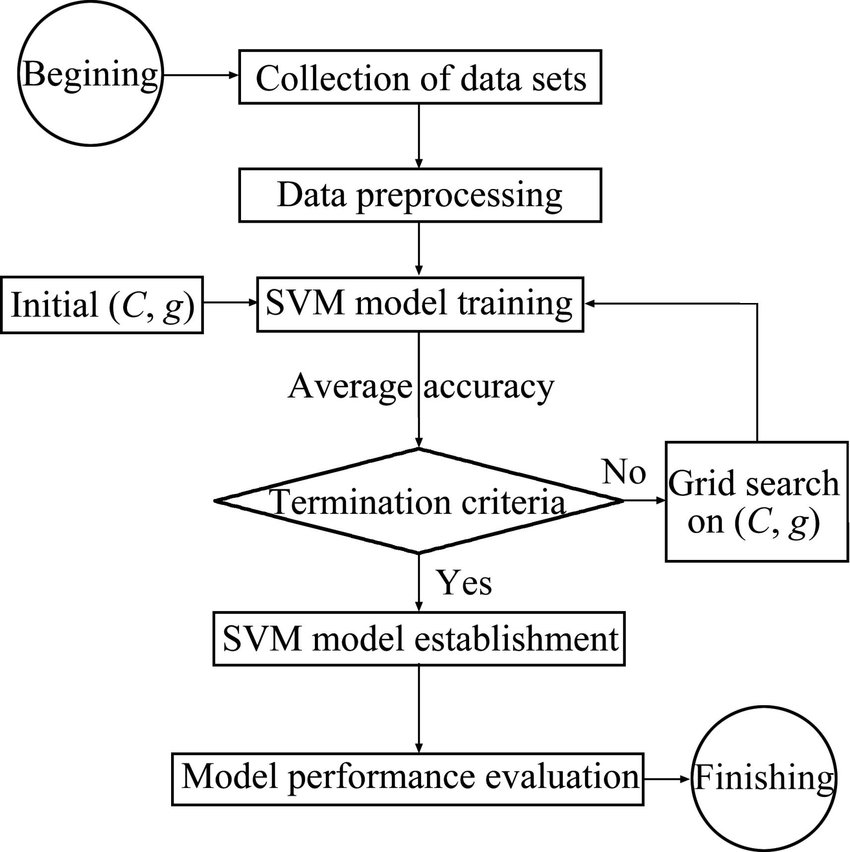 Begining
Collection of data sets
Data preprocessing
Initial (C, g)
SVM model training
Average accuracy
Termination criteria
No
Grid search
on (C, g)
Yes
SVM model establishment
Model performance evaluation
Finishing